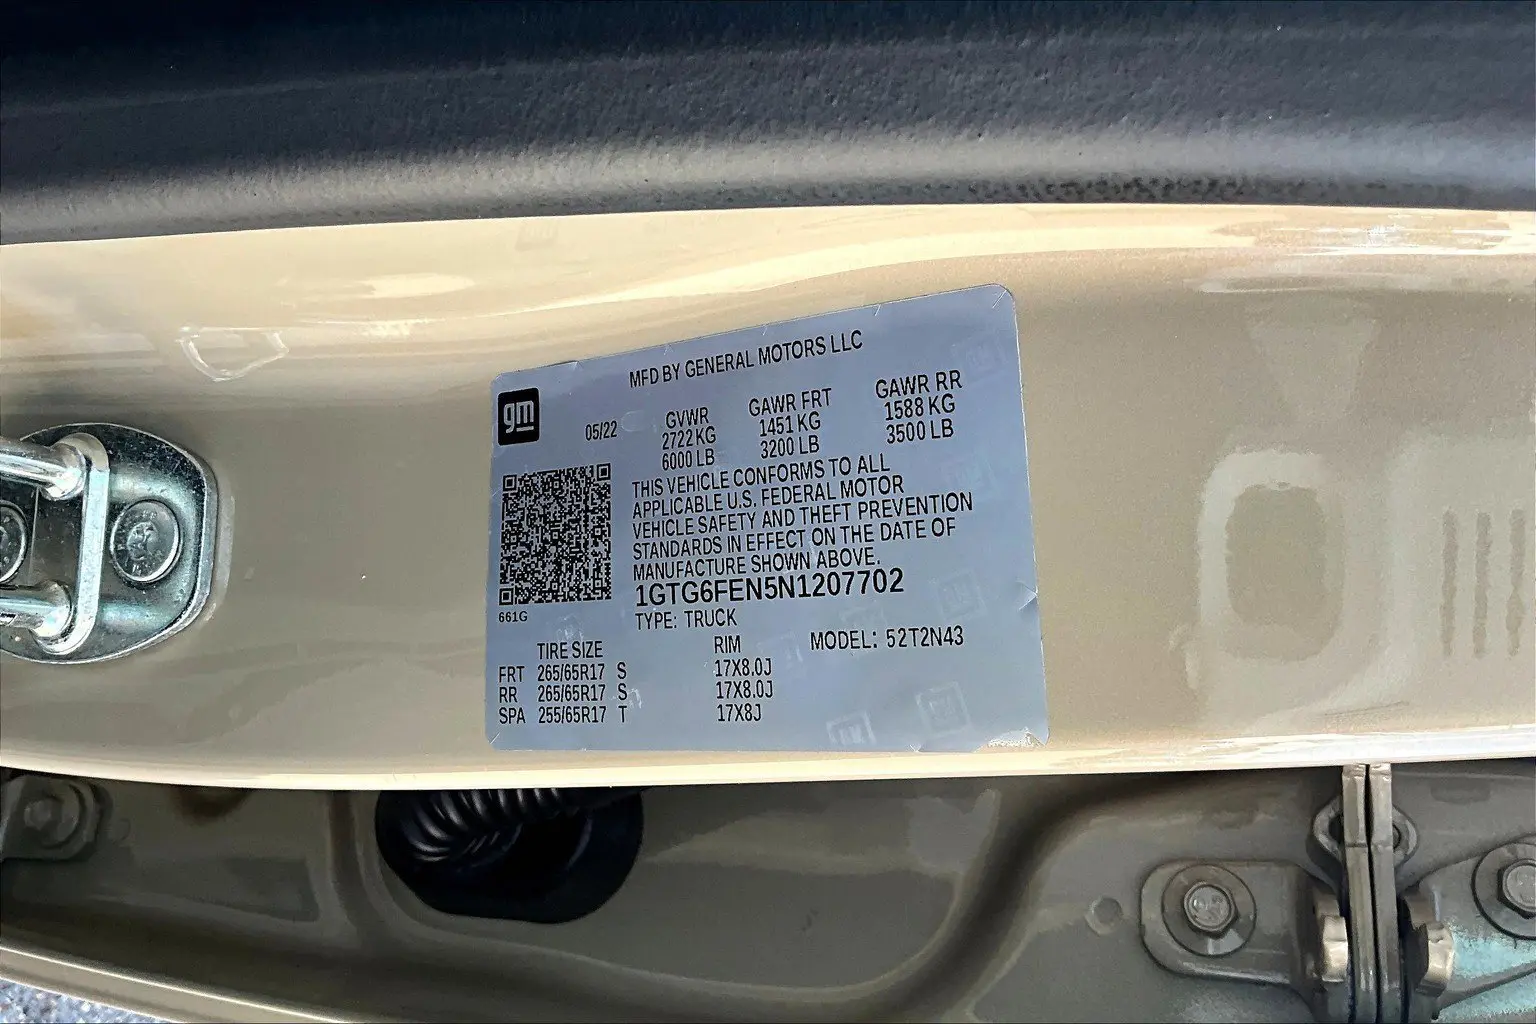 MFD BY GENERAL MOTORS LLC
gm
05/22
GVWR
2722KG
6000 LB
GAWR FRT
1451 KG
3200 LB
GAWR RR
1588 KG
3500 LB
THIS VEHICLE CONFORMS TO ALL
APPLICABLE U.S. FEDERAL MOTOR
VEHICLE SAFETY AND THEFT PREVENTION
STANDARDS IN EFFECT ON THE DATE OF
MANUFACTURE SHOWN ABOVE.
1GTG6FEN5N1207702
661G
TYPE: TRUCK
MODEL: 52T2N43
TIRE SIZE RIM
FRT 265/65R17 S 17X8.0J
RR 265/65R17 S 17X8.0J
SPA 255/65R17 T 17X8J